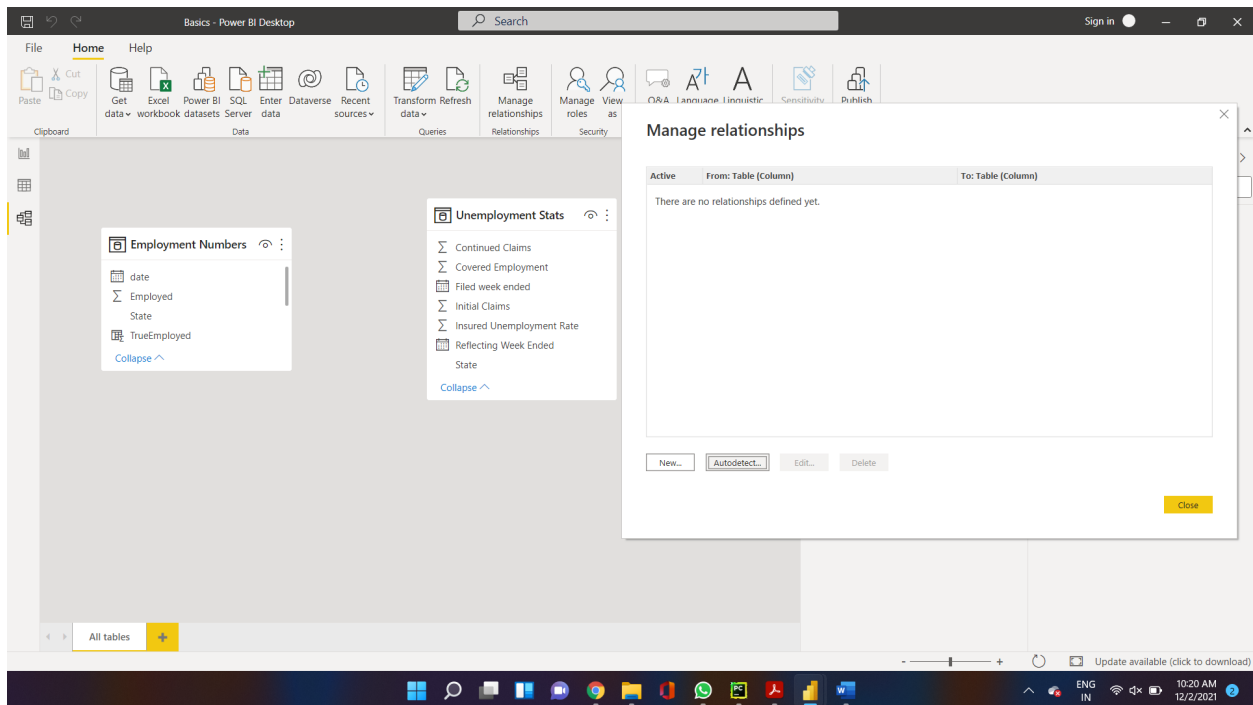 Basics - Power BI Desktop
Search
Sign in
File Home Help
Paste
Cut
Copy
Get data
Excel workbook
Power BI datasets
SQL Server
Enter data
Dataverse
Recent sources
Transform data
Refresh
Manage relationships
Manage roles
View as
Q&A
Language
Linguistic
Sensitivity
Publish
Clipboard
Data
Queries
Relationships
Security
Manage relationships
Active From: Table (Column) To: Table (Column)
There are no relationships defined yet.
New... Autodetect... Edit... Delete
Close
Employment Numbers
date
Employed
State
TrueEmployed
Collapse
Unemployment Stats
Continued Claims
Covered Employment
Filed week ended
Initial Claims
Insured Unemployment Rate
Reflecting Week Ended
State
Collapse
All tables +
- +
Update available (click to download)
PC
W
ENG
IN
10:20 AM
12/2/2021
2